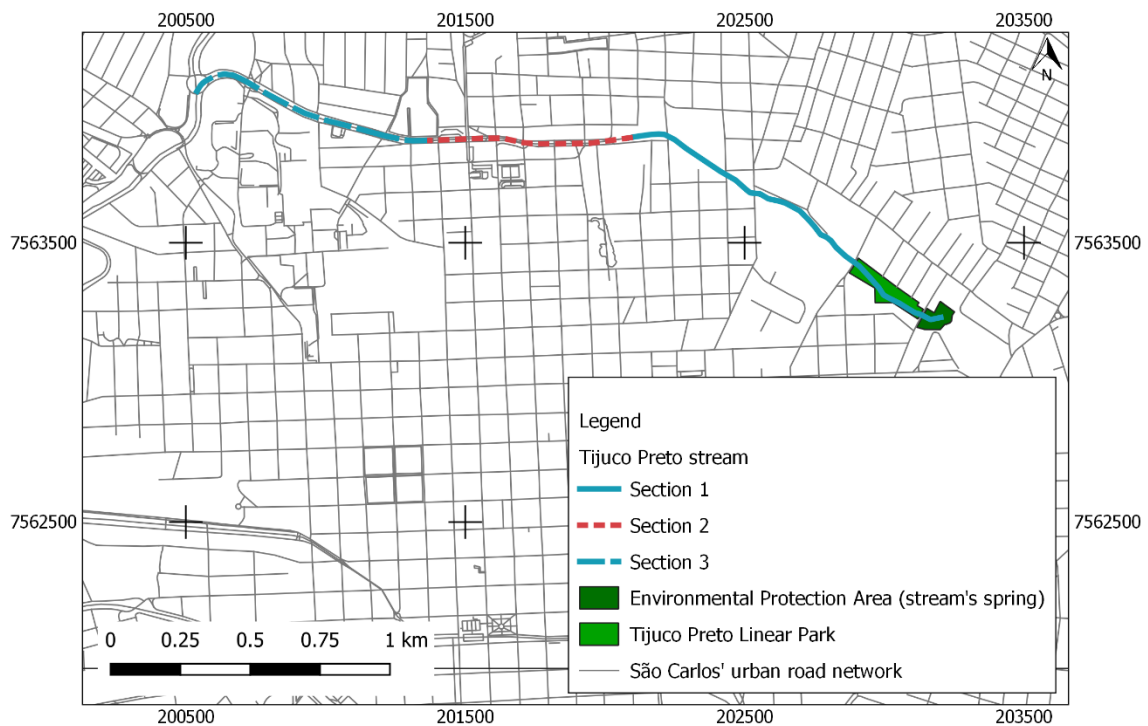 200500 201500 202500 203500
N
7563500 7563500
7562500 7562500
Legend
Tijuco Preto stream
Section 1
Section 2
Section 3
Environmental Protection Area (stream's spring)
Tijuco Preto Linear Park
São Carlos' urban road network
0 0.25 0.5 0.75 1 km
200500 201500 202500 203500